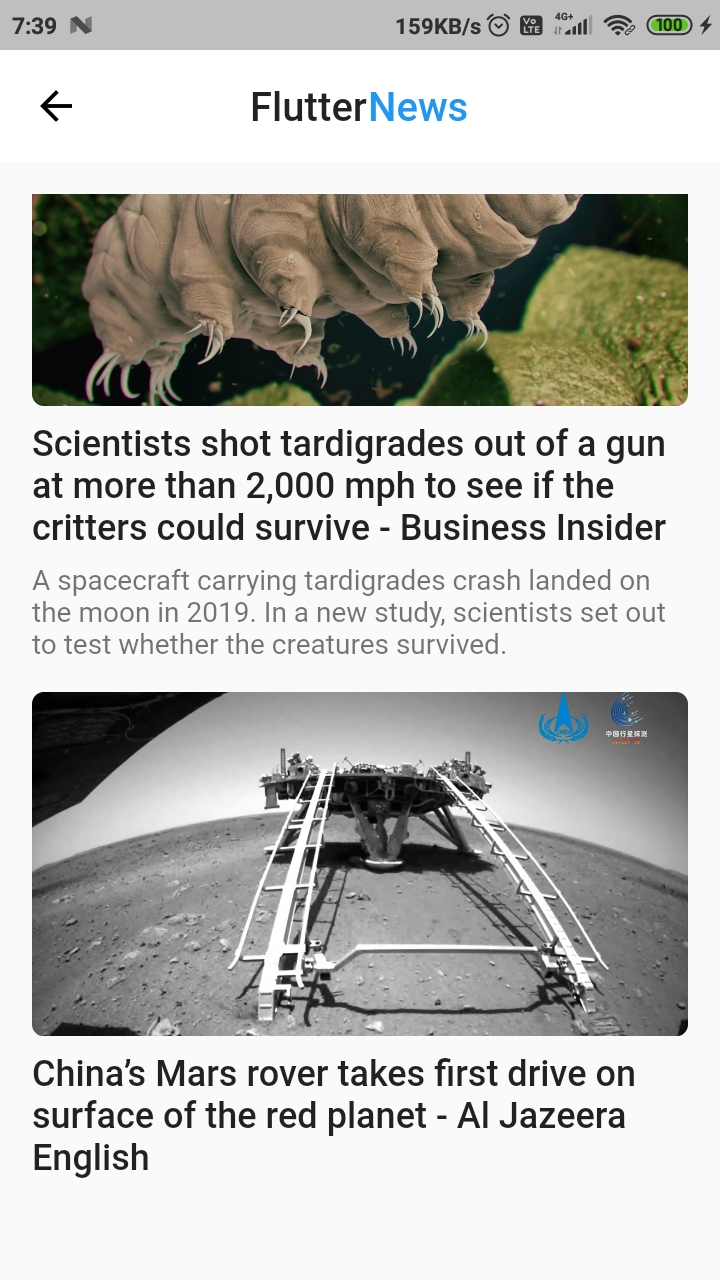 7:39 159KB/s Vo LTE 4G+ 100
FlutterNews
Scientists shot tardigrades out of a gun
at more than 2,000 mph to see if the
critters could survive - Business Insider
A spacecraft carrying tardigrades crash landed on
the moon in 2019. In a new study, scientists set out
to test whether the creatures survived.
中国行星探测
China’s Mars rover takes first drive on
surface of the red planet - Al Jazeera
English